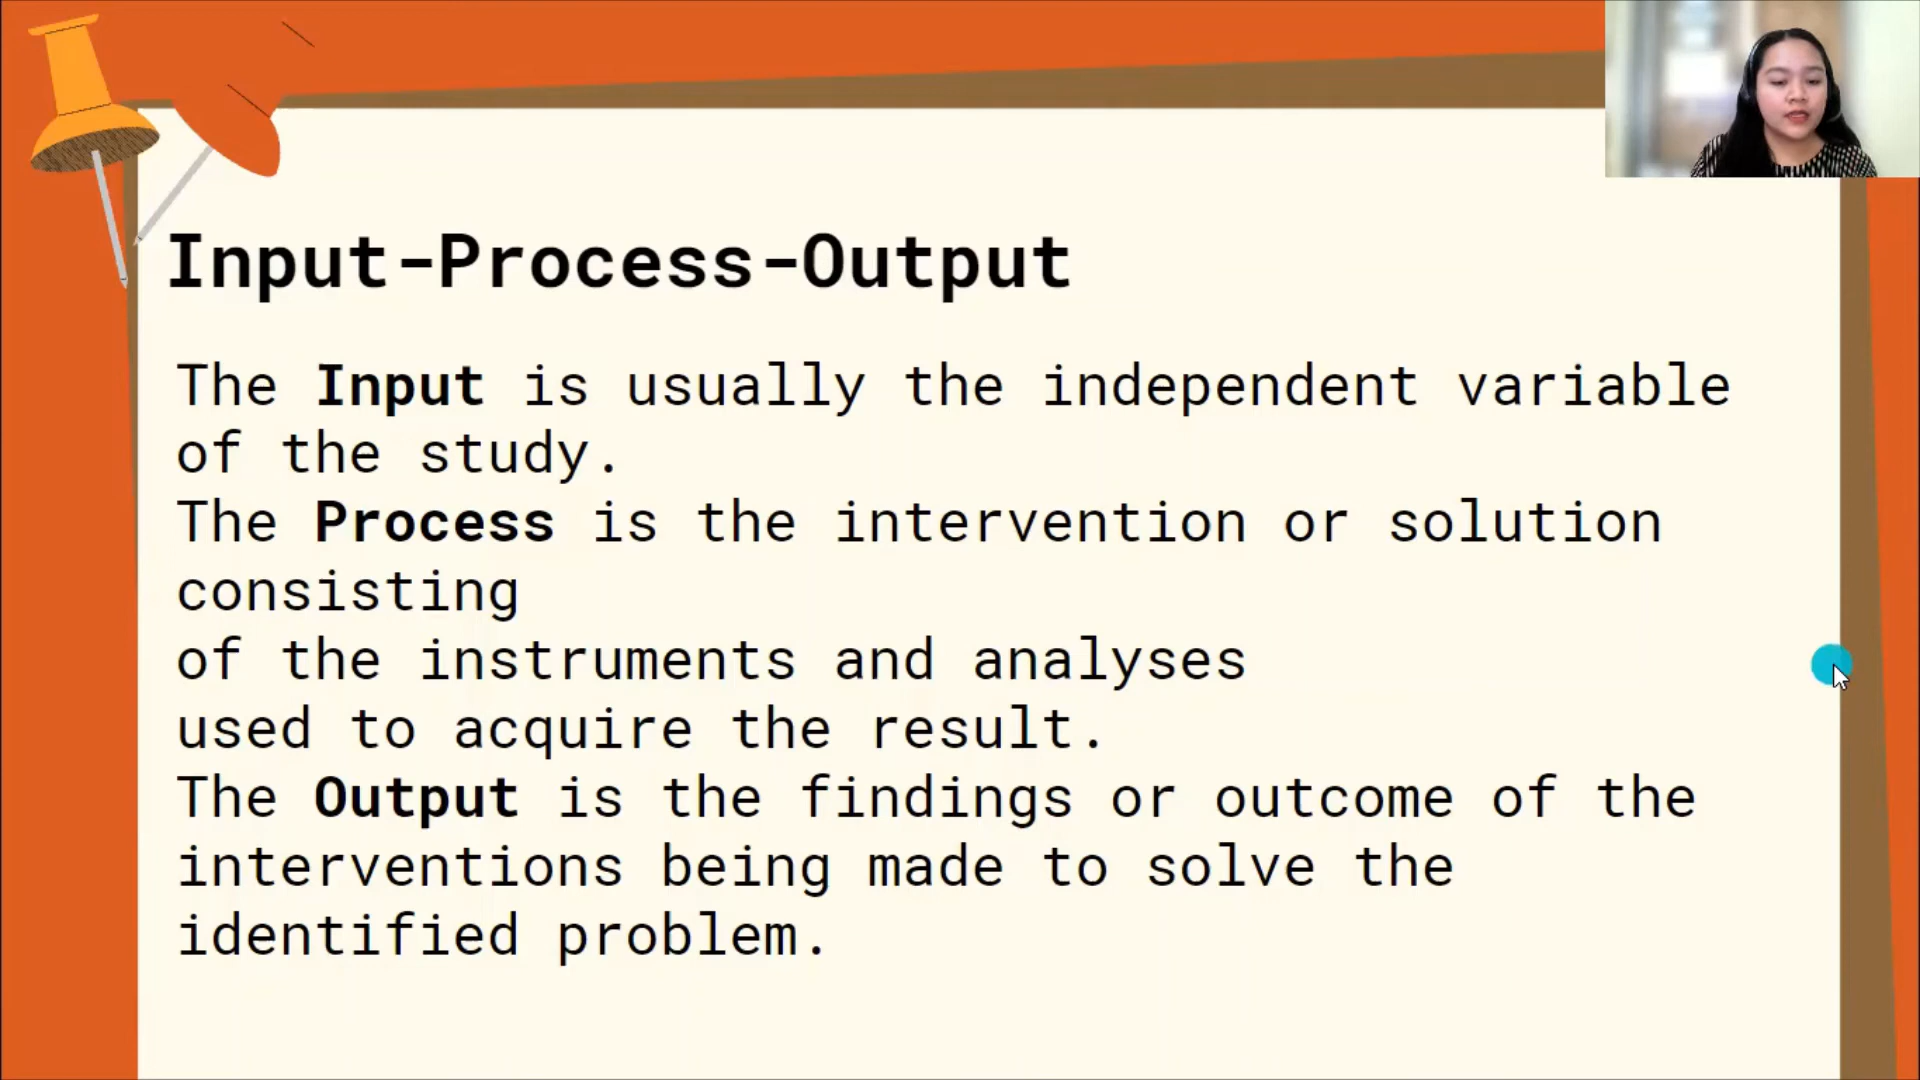 Input-Process-Output
The Input is usually the independent variable
of the study.
The Process is the intervention or solution
consisting
of the instruments and analyses
used to acquire the result.
The Output is the findings or outcome of the
interventions being made to solve the
identified problem.